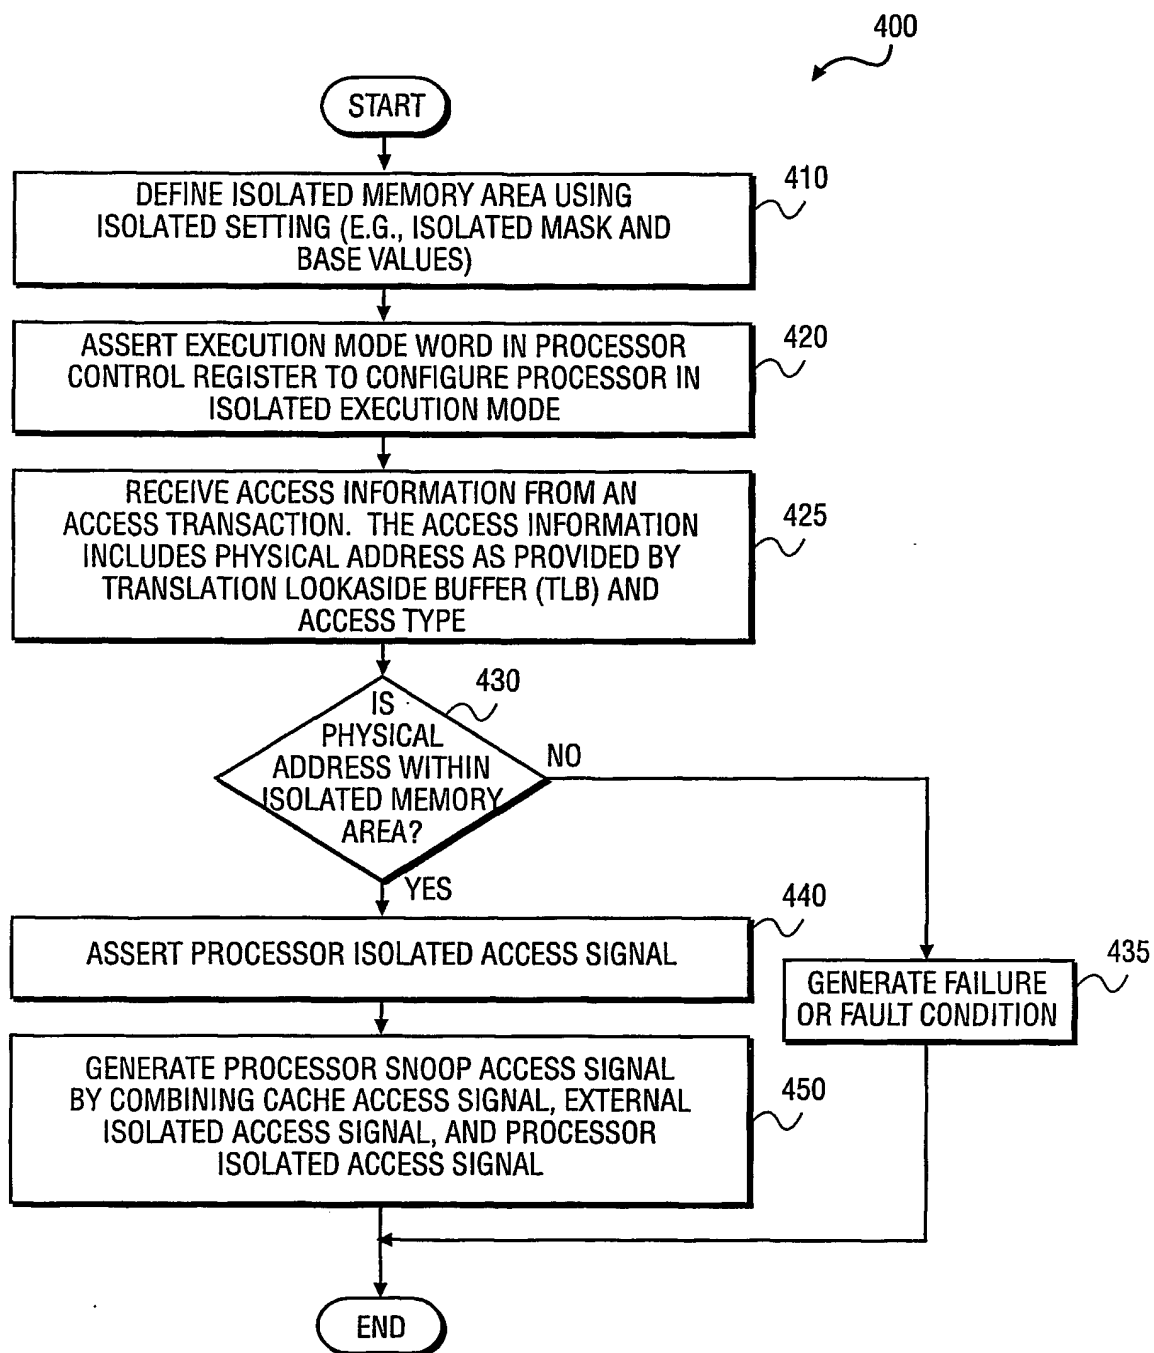 400
START
DEFINE ISOLATED MEMORY AREA USING
ISOLATED SETTING (E.G., ISOLATED MASK AND
BASE VALUES)
410
ASSERT EXECUTION MODE WORD IN PROCESSOR
CONTROL REGISTER TO CONFIGURE PROCESSOR IN
ISOLATED EXECUTION MODE
420
RECEIVE ACCESS INFORMATION FROM AN
ACCESS TRANSACTION. THE ACCESS INFORMATION
INCLUDES PHYSICAL ADDRESS AS PROVIDED BY
TRANSLATION LOOKASIDE BUFFER (TLB) AND
ACCESS TYPE
425
IS
PHYSICAL
ADDRESS WITHIN
ISOLATED MEMORY
AREA?
430
NO
YES
ASSERT PROCESSOR ISOLATED ACCESS SIGNAL
440
GENERATE FAILURE
OR FAULT CONDITION
435
GENERATE PROCESSOR SNOOP ACCESS SIGNAL
BY COMBINING CACHE ACCESS SIGNAL, EXTERNAL
ISOLATED ACCESS SIGNAL, AND PROCESSOR
ISOLATED ACCESS SIGNAL
450
END